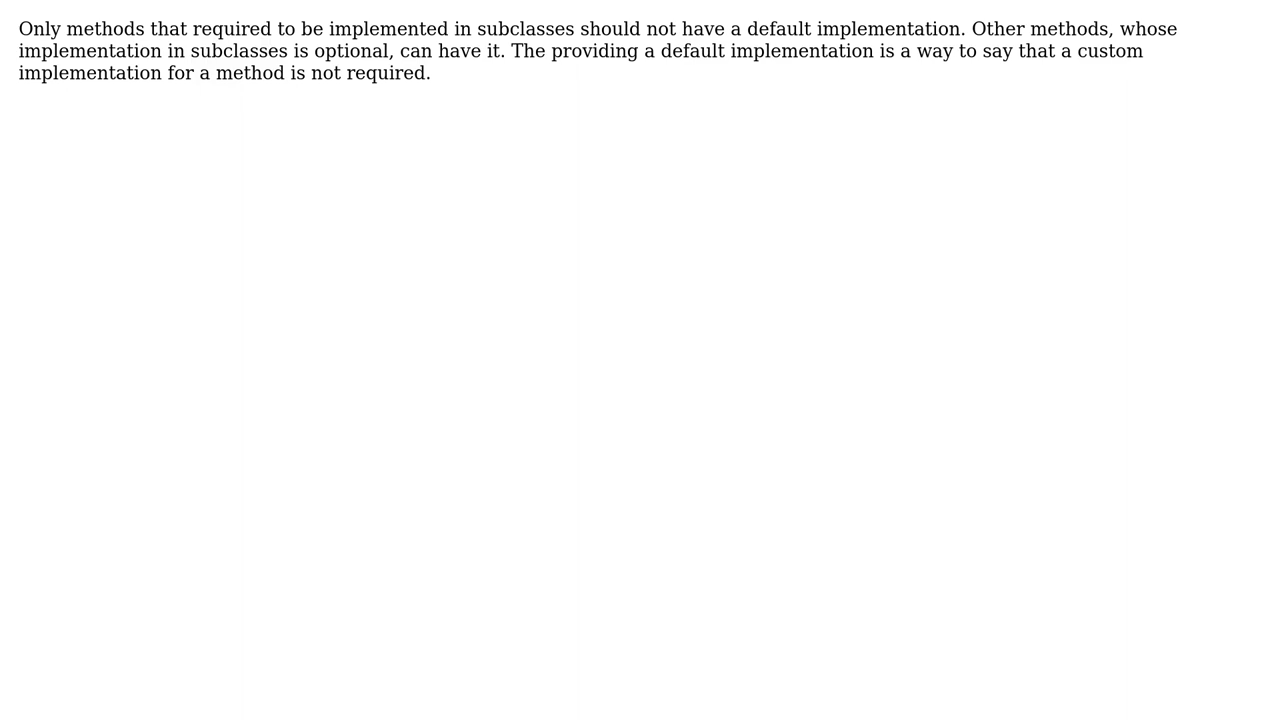 Only methods that required to be implemented in subclasses should not have a default implementation. Other methods, whose
implementation in subclasses is optional, can have it. The providing a default implementation is a way to say that a custom
implementation for a method is not required.